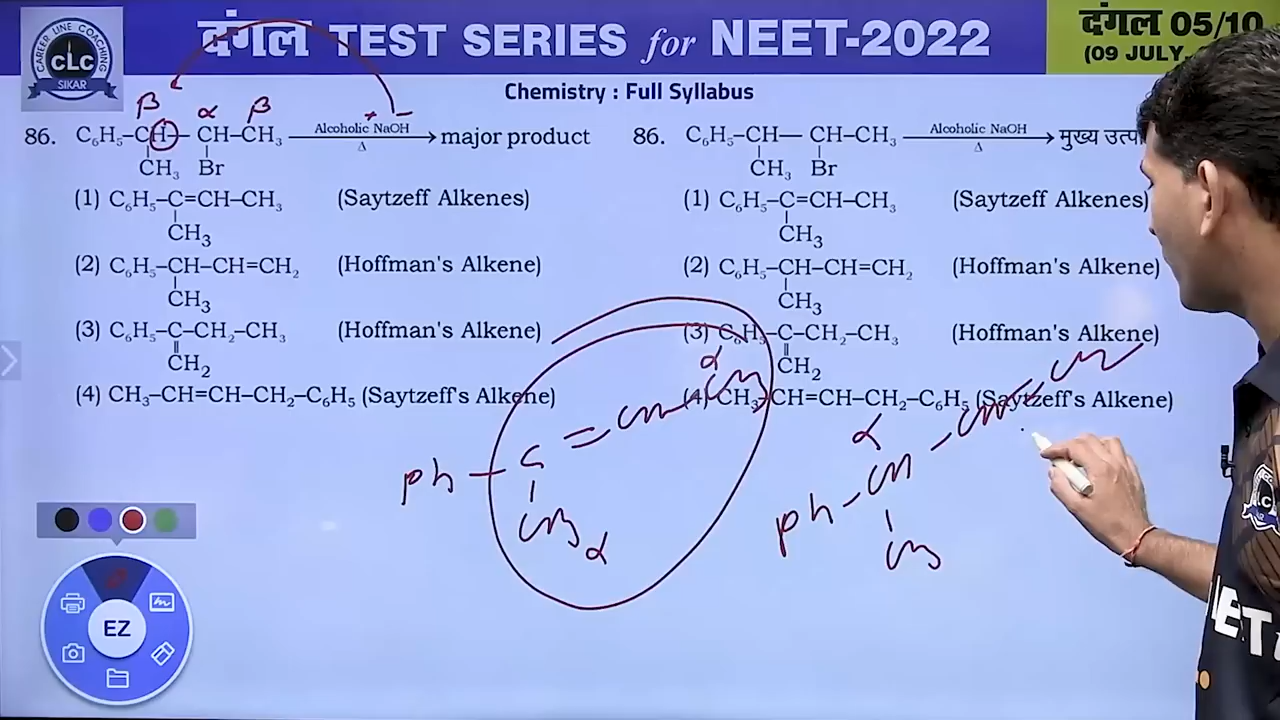 दंगल TEST SERIES for NEET-2022
दंगल 05/10
(09 JULY,
CAREER LINE COACHING
CLC
SIKAR
Chemistry : Full Syllabus
β α β
+ −
86. C₆H₅–CH–CH–CH₃ Alcoholic NaOH Δ → major product
CH₃ Br
(1) C₆H₅–C=CH–CH₃ (Saytzeff Alkenes)
CH₃
(2) C₆H₅–CH–CH=CH₂ (Hoffman's Alkene)
CH₃
(3) C₆H₅–C–CH₂–CH₃ (Hoffman's Alkene)
CH₂
(4) CH₃–CH=CH–CH₂–C₆H₅ (Saytzeff's Alkene)
86. C₆H₅–CH–CH–CH₃ Alcoholic NaOH Δ → मुख्य
CH₃ Br
(1) C₆H₅–C=CH–CH₃ (Saytzeff Alkenes)
CH₃
(2) C₆H₅–CH–CH=CH₂ (Hoffman's Alkene)
CH₃
(3) C₆H₅–C–CH₂–CH₃ (Hoffman's Alkene)
CH₂
(4) CH₃–CH=CH–CH₂–C₆H₅ (Saytzeff's Alkene)
ph – C = CH – CH₃ α
CH₃ α
α
ph – CH – CH = CH₂
CH₃
EZ
NEET